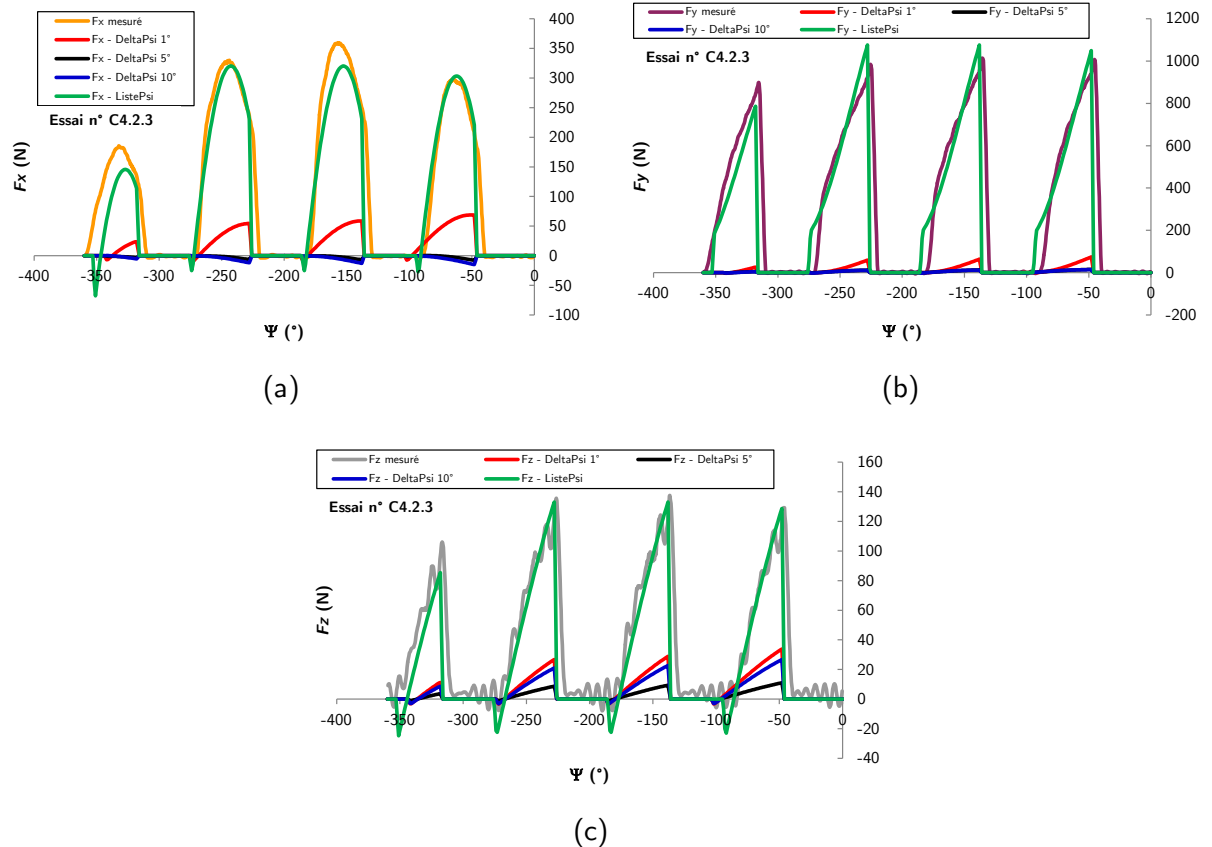 Fx mesuré
Fx - DeltaPsi 1°
Fx - DeltaPsi 5°
Fx - DeltaPsi 10°
Fx - ListePsi
Essai n° C4.2.3
400
350
300
250
200
150
100
50
0
-50
-100
-400 -350 -300 -250 -200 -150 -100 -50 0
Fx (N)
Ψ (°)
(a)
Fy mesuré Fy - DeltaPsi 1° Fy - DeltaPsi 5°
Fy - DeltaPsi 10° Fy - ListePsi
Essai n° C4.2.3
1200
1000
800
600
400
200
0
-200
-400 -350 -300 -250 -200 -150 -100 -50 0
Fy (N)
Ψ (°)
(b)
Fz mesuré Fz - DeltaPsi 1° Fz - DeltaPsi 5°
Fz - DeltaPsi 10° Fz - ListePsi
Essai n° C4.2.3
160
140
120
100
80
60
40
20
0
-20
-40
-400 -350 -300 -250 -200 -150 -100 -50 0
Fz (N)
Ψ (°)
(c)